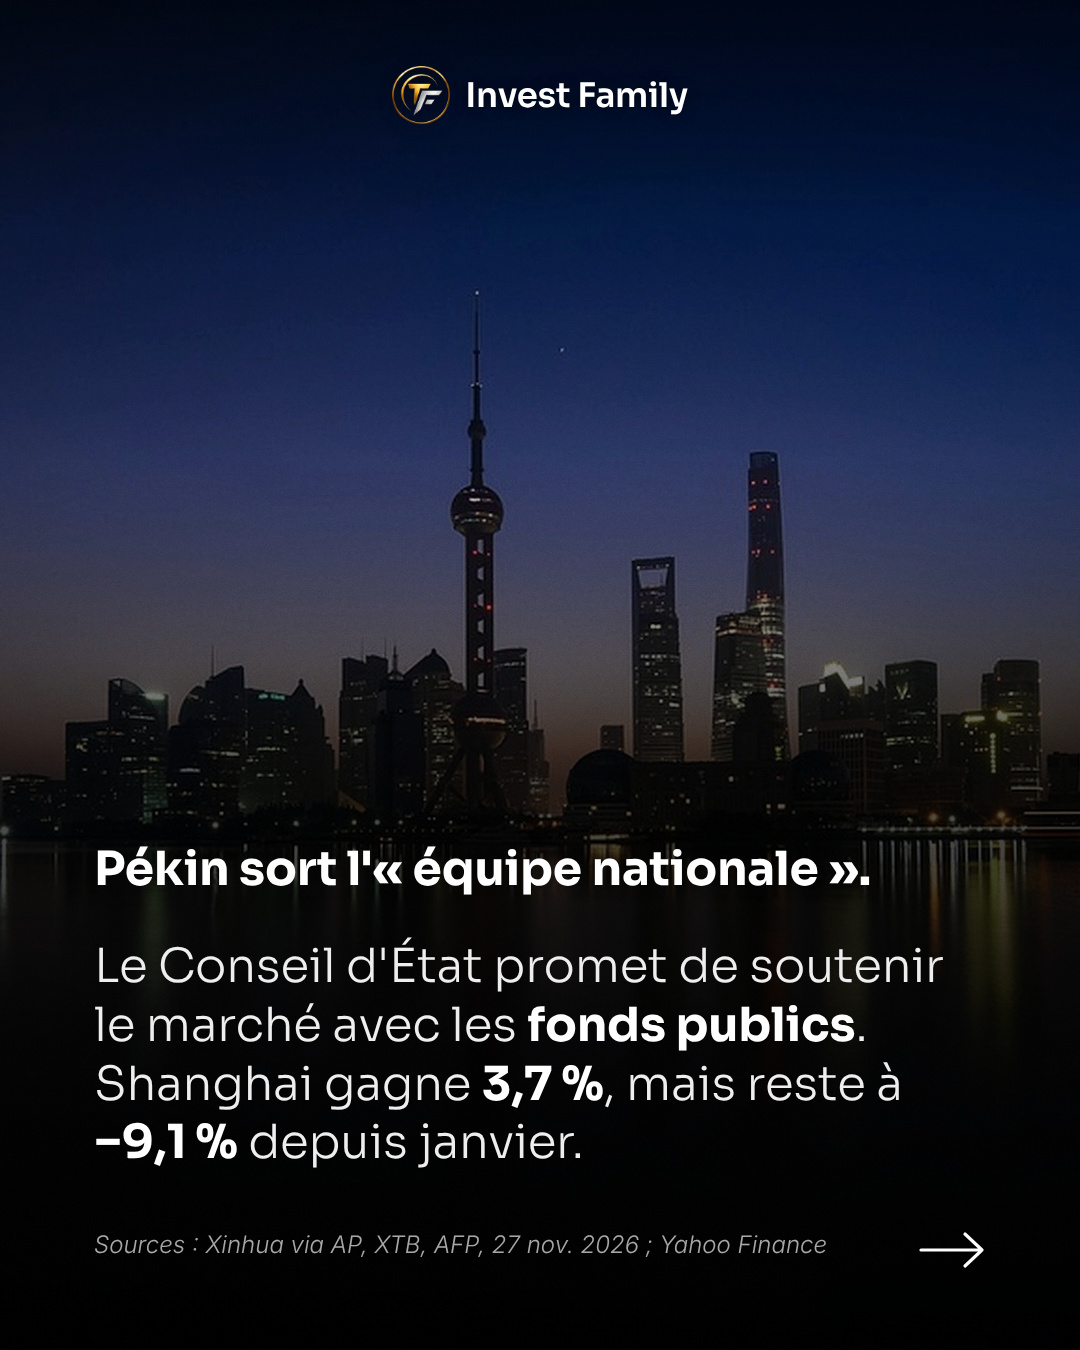 Invest Family
Pékin sort l'« équipe nationale ».
Le Conseil d'État promet de soutenir
le marché avec les fonds publics.
Shanghai gagne 3,7 %, mais reste à
−9,1 % depuis janvier.
Sources : Xinhua via AP, XTB, AFP, 27 nov. 2026 ; Yahoo Finance